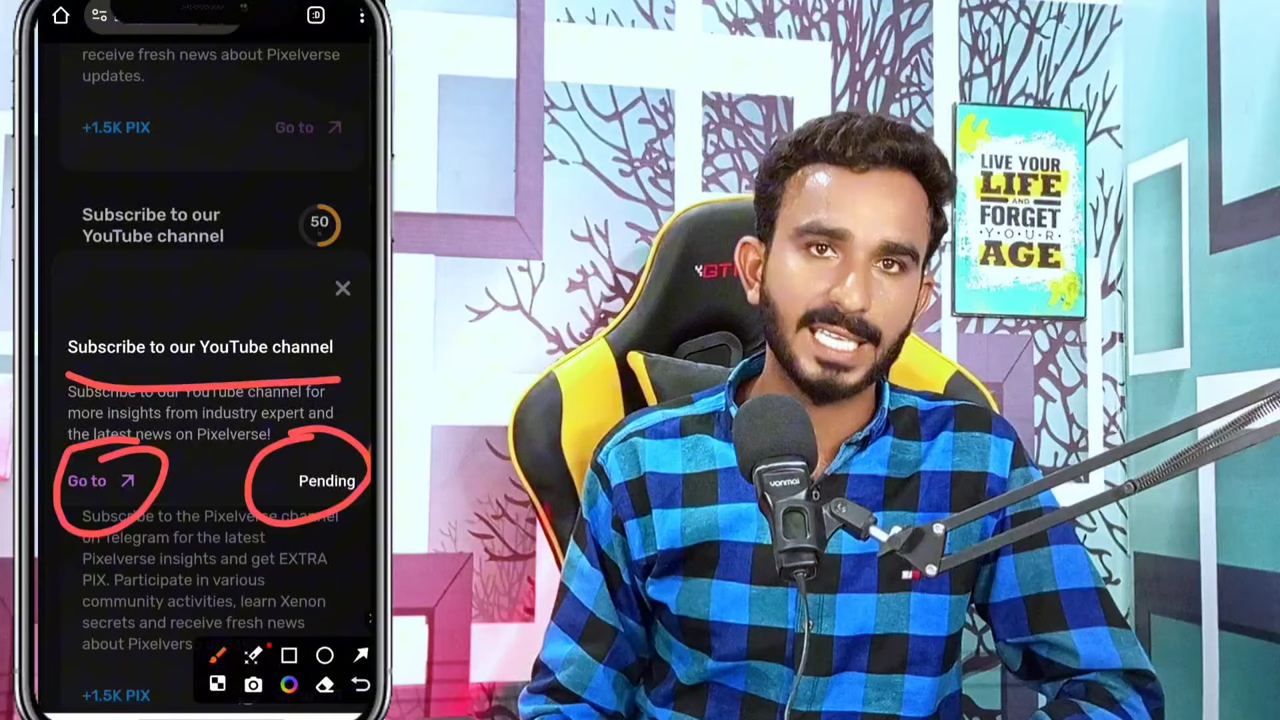 receive fresh news about Pixelverse
updates.
+1.5K PIX
Go to
Subscribe to our
YouTube channel
50
Subscribe to our YouTube channel
Subscribe to our YouTube channel for
more insights from industry expert and
the latest news on Pixelverse!
Go to
Pending
Subscribe to the Pixelverse channel
on Telegram for the latest
Pixelverse insights and get EXTRA
PIX. Participate in various
community activities, learn Xenon
secrets and receive fresh news
about Pixelvers
+1.5K PIX
LIVE YOUR
LIFE
AND
FORGET
YOUR
AGE
vanmai